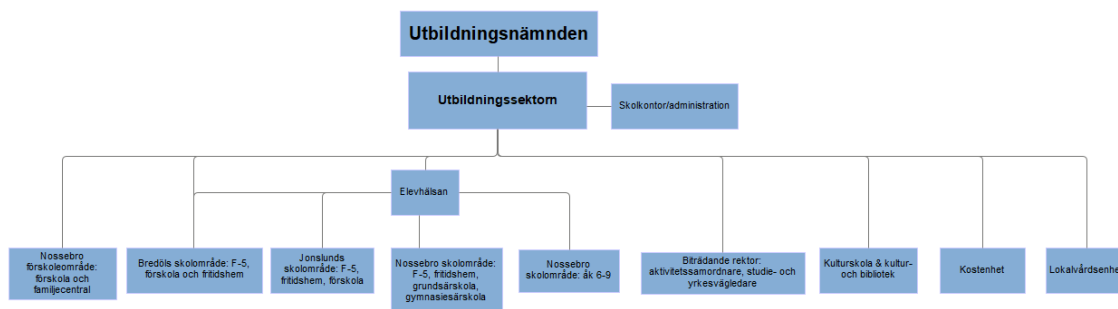 Utbildningsnämnden
Utbildningssektorn
Skolkontor/administration
Elevhälsan
Nossebro
förskoleområde:
förskola och
familjecentral
Bredöls skolområde: F-5,
förskola och fritidshem
Jonslunds
skolområde: F-5,
fritidshem, förskola
Nossebro skolområde:
F-5, fritidshem,
grundsärskola,
gymnasiesärskola
Nossebro
skolområde: åk 6-9
Biträdande rektor:
aktivitetssamordnare, studie- och
yrkesvägledare
Kulturskola & kultur-
och bibliotek
Kostenhet
Lokalvårdsenhet